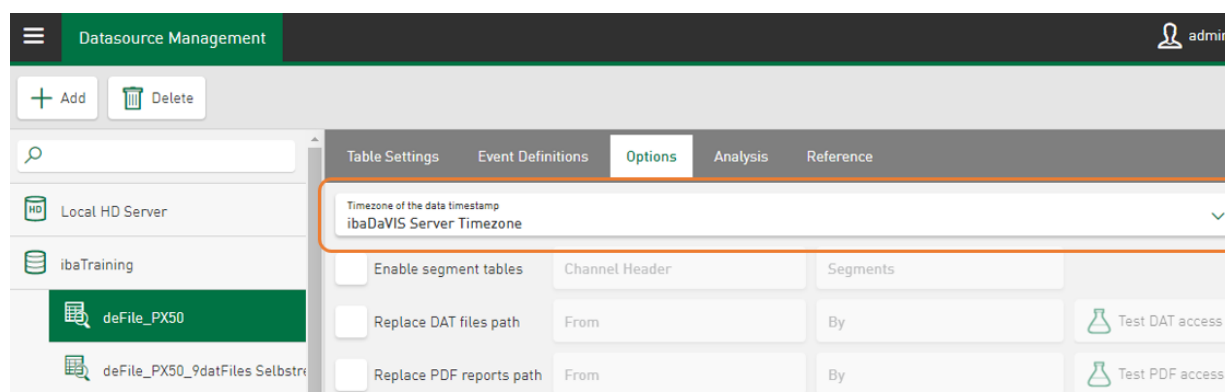 Datasource Management
admin
Add
Delete
Table Settings
Event Definitions
Options
Analysis
Reference
HD
Local HD Server
Timezone of the data timestamp
ibaDaVIS Server Timezone
ibaTraining
Enable segment tables
Channel Header
Segments
deFile_PX50
Replace DAT files path
From
By
Test DAT access
deFile_PX50_9datFiles Selbstre
Replace PDF reports path
From
By
Test PDF access